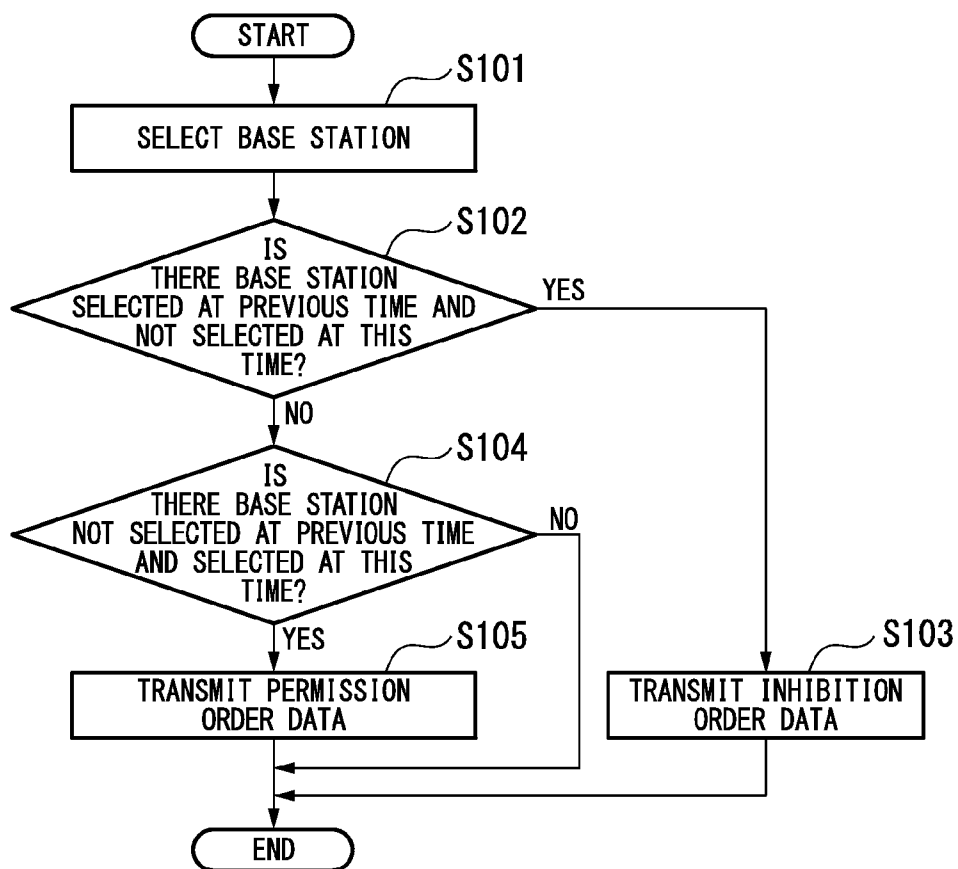 START
S101
SELECT BASE STATION
S102
IS
THERE BASE STATION
SELECTED AT PREVIOUS TIME AND
NOT SELECTED AT THIS
TIME?
YES
NO
S104
IS
THERE BASE STATION
NOT SELECTED AT PREVIOUS TIME
AND SELECTED AT THIS
TIME?
NO
YES
S105
TRANSMIT PERMISSION
ORDER DATA
S103
TRANSMIT INHIBITION
ORDER DATA
END